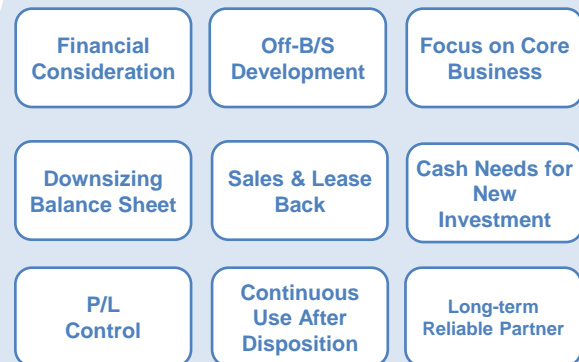 Financial
Consideration
Off-B/S
Development
Focus on Core
Business
Downsizing
Balance Sheet
Sales & Lease
Back
Cash Needs for
New
Investment
P/L
Control
Continuous
Use After
Disposition
Long-term
Reliable Partner